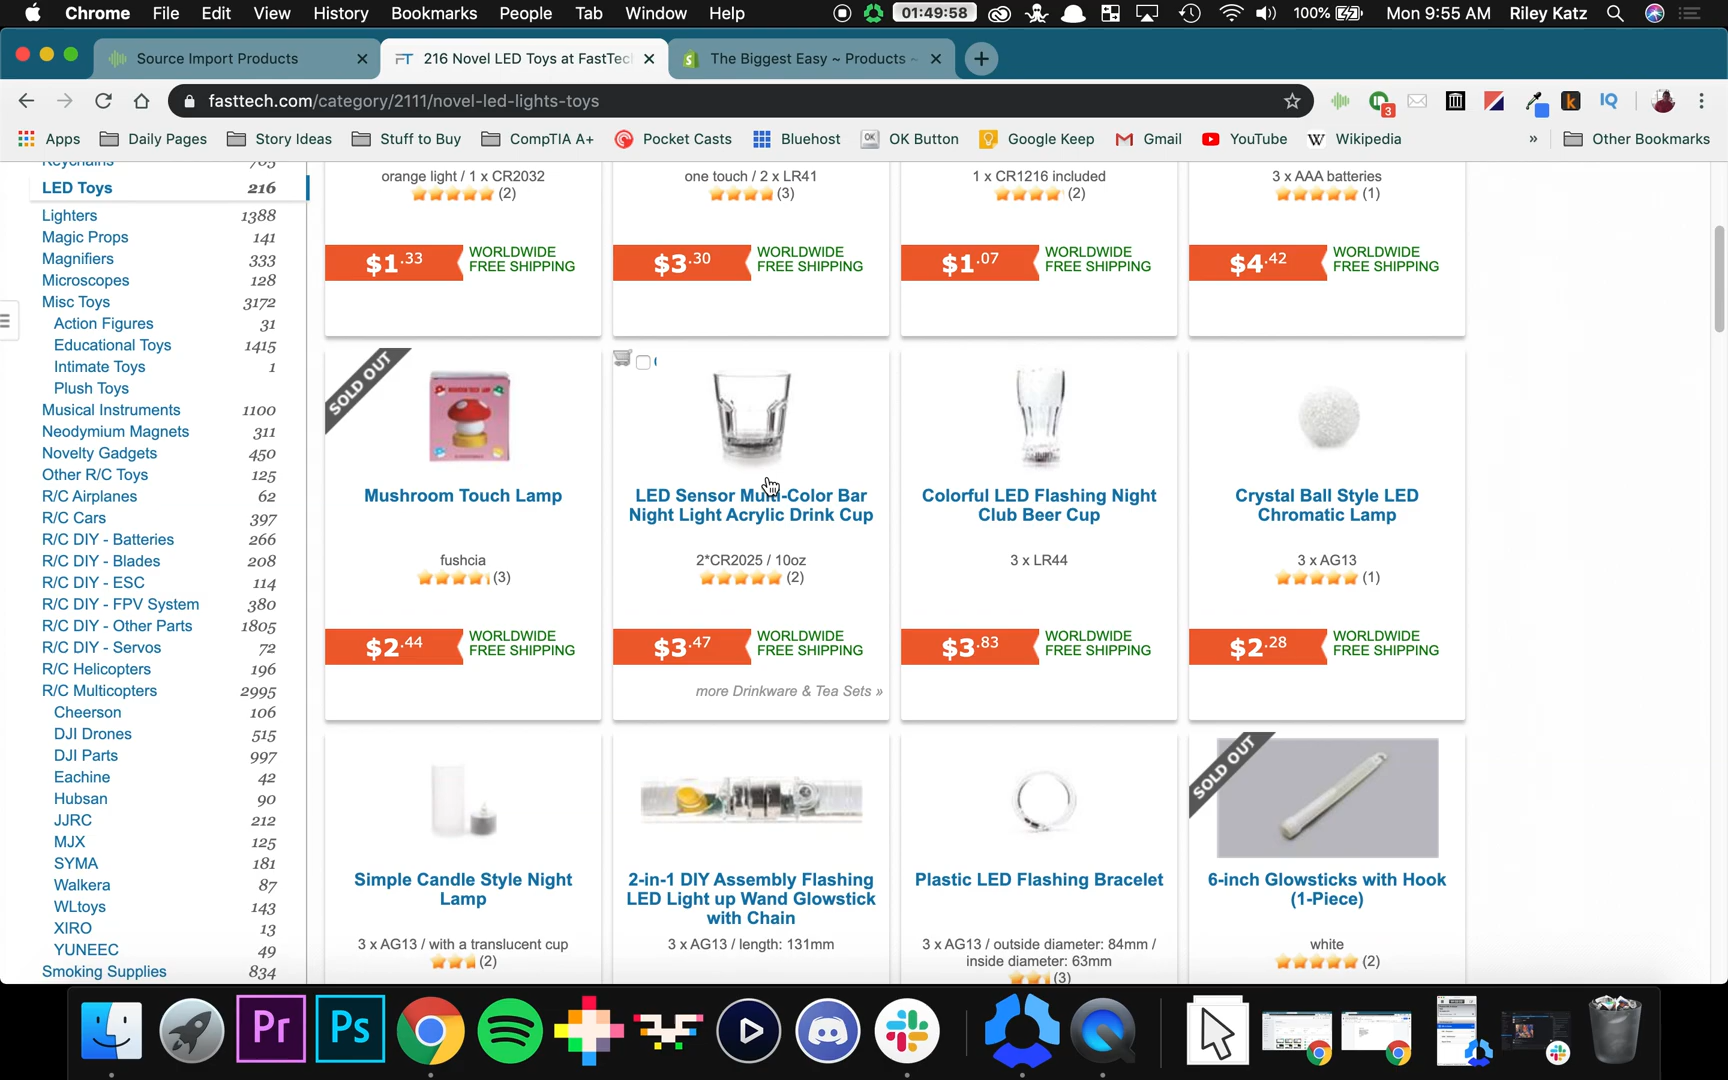 Chrome File Edit View History Bookmarks People Tab Window Help 01:49:58 100% Mon 9:55 AM Riley Katz
Source Import Products
FT 216 Novel LED Toys at FastTec
The Biggest Easy ~ Products ~
fasttech.com/category/2111/novel-led-lights-toys
3 IQ
Apps Daily Pages Story Ideas Stuff to Buy CompTIA A+ Pocket Casts Bluehost OK OK Button Google Keep Gmail YouTube W Wikipedia » Other Bookmarks
Keychains 705
LED Toys 216
Lighters 1388
Magic Props 141
Magnifiers 333
Microscopes 128
Misc Toys 3172
Action Figures 31
Educational Toys 1415
Intimate Toys 1
Plush Toys
Musical Instruments 1100
Neodymium Magnets 311
Novelty Gadgets 450
Other R/C Toys 125
R/C Airplanes 62
R/C Cars 397
R/C DIY - Batteries 266
R/C DIY - Blades 208
R/C DIY - ESC 114
R/C DIY - FPV System 380
R/C DIY - Other Parts 1805
R/C DIY - Servos 72
R/C Helicopters 196
R/C Multicopters 2995
Cheerson 106
DJI Drones 515
DJI Parts 997
Eachine 42
Hubsan 90
JJRC 212
MJX 125
SYMA 181
Walkera 87
WLtoys 143
XIRO 13
YUNEEC 49
Smoking Supplies 834
orange light / 1 x CR2032
(2)
$1.33 WORLDWIDE
FREE SHIPPING
one touch / 2 x LR41
(3)
$3.30 WORLDWIDE
FREE SHIPPING
1 x CR1216 included
(2)
$1.07 WORLDWIDE
FREE SHIPPING
3 x AAA batteries
(1)
$4.42 WORLDWIDE
FREE SHIPPING
SOLD OUT
Mushroom Touch Lamp
fushcia
(3)
$2.44 WORLDWIDE
FREE SHIPPING
LED Sensor Multi-Color Bar
Night Light Acrylic Drink Cup
2*CR2025 / 10oz
(2)
$3.47 WORLDWIDE
FREE SHIPPING
more Drinkware & Tea Sets »
Colorful LED Flashing Night
Club Beer Cup
3 x LR44
$3.83 WORLDWIDE
FREE SHIPPING
Crystal Ball Style LED
Chromatic Lamp
3 x AG13
(1)
$2.28 WORLDWIDE
FREE SHIPPING
Simple Candle Style Night
Lamp
3 x AG13 / with a translucent cup
(2)
2-in-1 DIY Assembly Flashing
LED Light up Wand Glowstick
with Chain
3 x AG13 / length: 131mm
Plastic LED Flashing Bracelet
3 x AG13 / outside diameter: 84mm /
inside diameter: 63mm
(3)
SOLD OUT
6-inch Glowsticks with Hook
(1-Piece)
white
(2)
Pr Ps